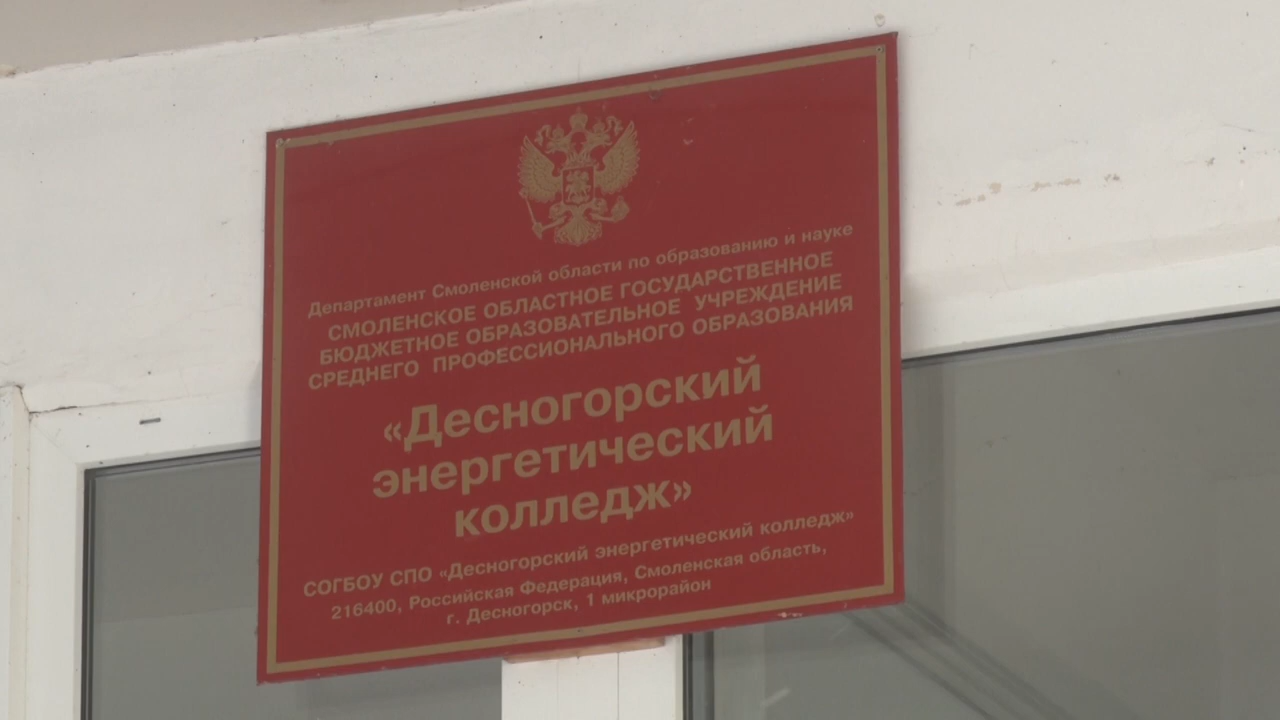 Департамент Смоленской области по образованию и науке
СМОЛЕНСКОЕ ОБЛАСТНОЕ ГОСУДАРСТВЕННОЕ
БЮДЖЕТНОЕ ОБРАЗОВАТЕЛЬНОЕ УЧРЕЖДЕНИЕ
СРЕДНЕГО ПРОФЕССИОНАЛЬНОГО ОБРАЗОВАНИЯ
«Десногорский
энергетический
колледж»
СОГБОУ СПО «Десногорский энергетический колледж»
216400, Российская Федерация, Смоленская область,
г. Десногорск, 1 микрорайон